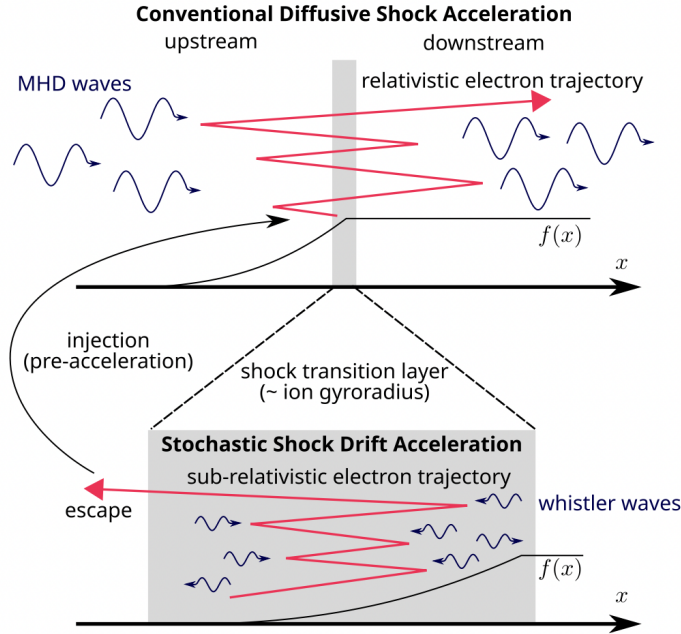 Conventional Diffusive Shock Acceleration
upstream
downstream
MHD waves
relativistic electron trajectory
f(x)
x
injection
(pre-acceleration)
shock transition layer
(~ ion gyroradius)
Stochastic Shock Drift Acceleration
sub-relativistic electron trajectory
escape
whistler waves
f(x)
x